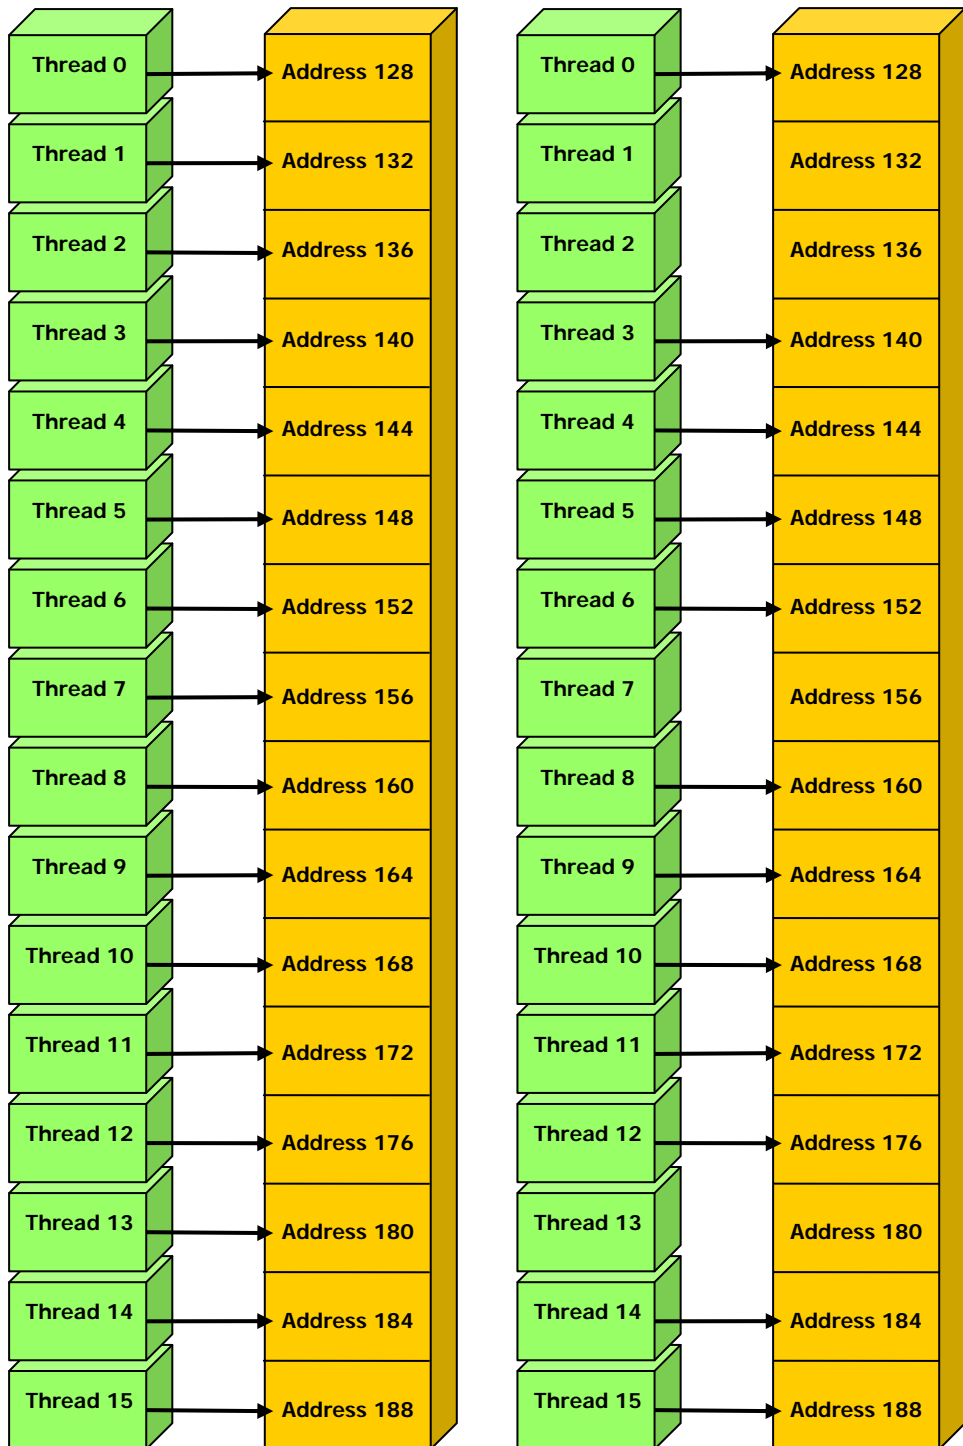 Thread 0 Address 128 Thread 0 Address 128
Thread 1 Address 132 Thread 1 Address 132
Thread 2 Address 136 Thread 2 Address 136
Thread 3 Address 140 Thread 3 Address 140
Thread 4 Address 144 Thread 4 Address 144
Thread 5 Address 148 Thread 5 Address 148
Thread 6 Address 152 Thread 6 Address 152
Thread 7 Address 156 Thread 7 Address 156
Thread 8 Address 160 Thread 8 Address 160
Thread 9 Address 164 Thread 9 Address 164
Thread 10 Address 168 Thread 10 Address 168
Thread 11 Address 172 Thread 11 Address 172
Thread 12 Address 176 Thread 12 Address 176
Thread 13 Address 180 Thread 13 Address 180
Thread 14 Address 184 Thread 14 Address 184
Thread 15 Address 188 Thread 15 Address 188